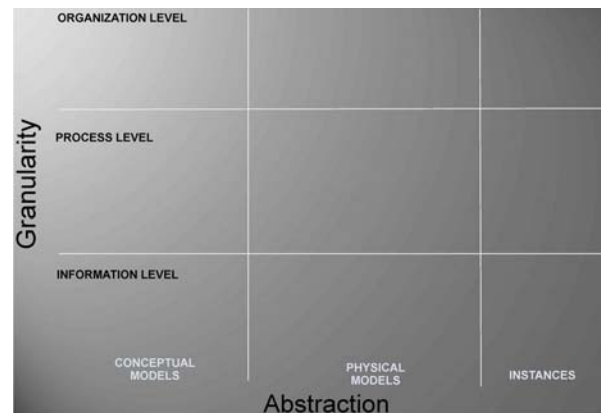 ORGANIZATION LEVEL
PROCESS LEVEL
Granularity
INFORMATION LEVEL
CONCEPTUAL
MODELS
PHYSICAL
MODELS
INSTANCES
Abstraction